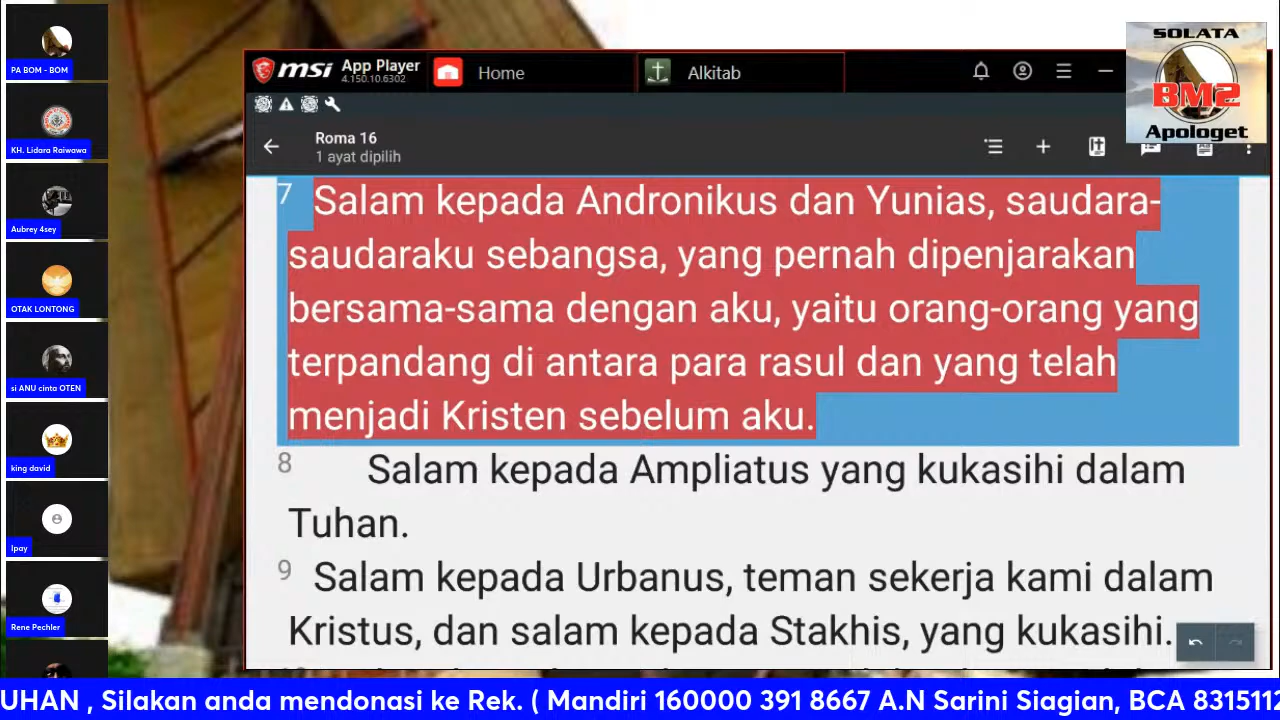 PA BOM - BOM
KH. Lidara Raiwawa
Aubrey 4sey
OTAK LONTONG
si ANU cinta OTEN
king david
Ipay
Rene Pechler
msi App Player
4.150.10.6302
Home
Alkitab
SOLATA
BM2
Apologet
Roma 16
1 ayat dipilih
7 Salam kepada Andronikus dan Yunias, saudara-
saudaraku sebangsa, yang pernah dipenjarakan
bersama-sama dengan aku, yaitu orang-orang yang
terpandang di antara para rasul dan yang telah
menjadi Kristen sebelum aku.
8 Salam kepada Ampliatus yang kukasihi dalam
Tuhan.
9 Salam kepada Urbanus, teman sekerja kami dalam
Kristus, dan salam kepada Stakhis, yang kukasihi.
UHAN , Silakan anda mendonasi ke Rek. ( Mandiri 160000 391 8667 A.N Sarini Siagian, BCA 8315112